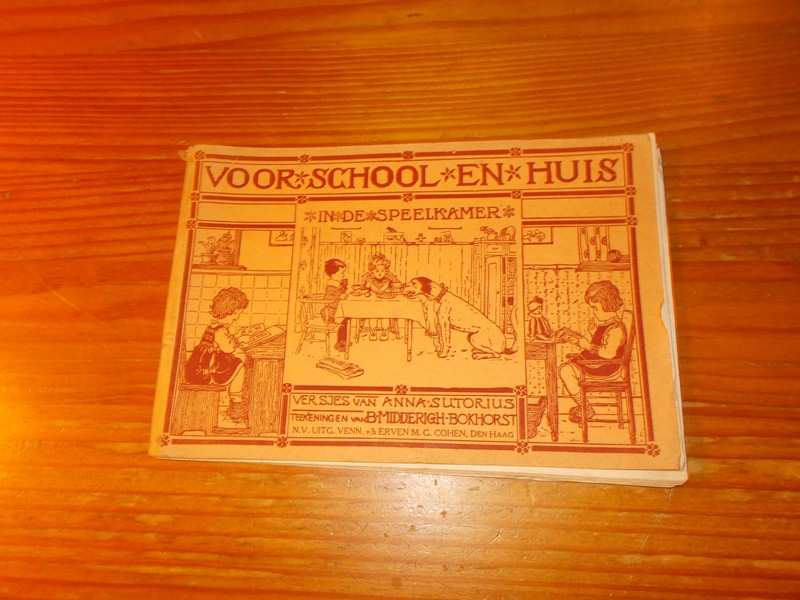 VOOR SCHOOL EN HUIS
IN DE SPEELKAMER
VERSJES VAN ANNA SUTORIUS
TEEKENINGEN VAN B. MIDDERIGH-BOKHORST
N.V. UITG. VENN. v/h ERVEN M. G. COHEN, DEN HAAG